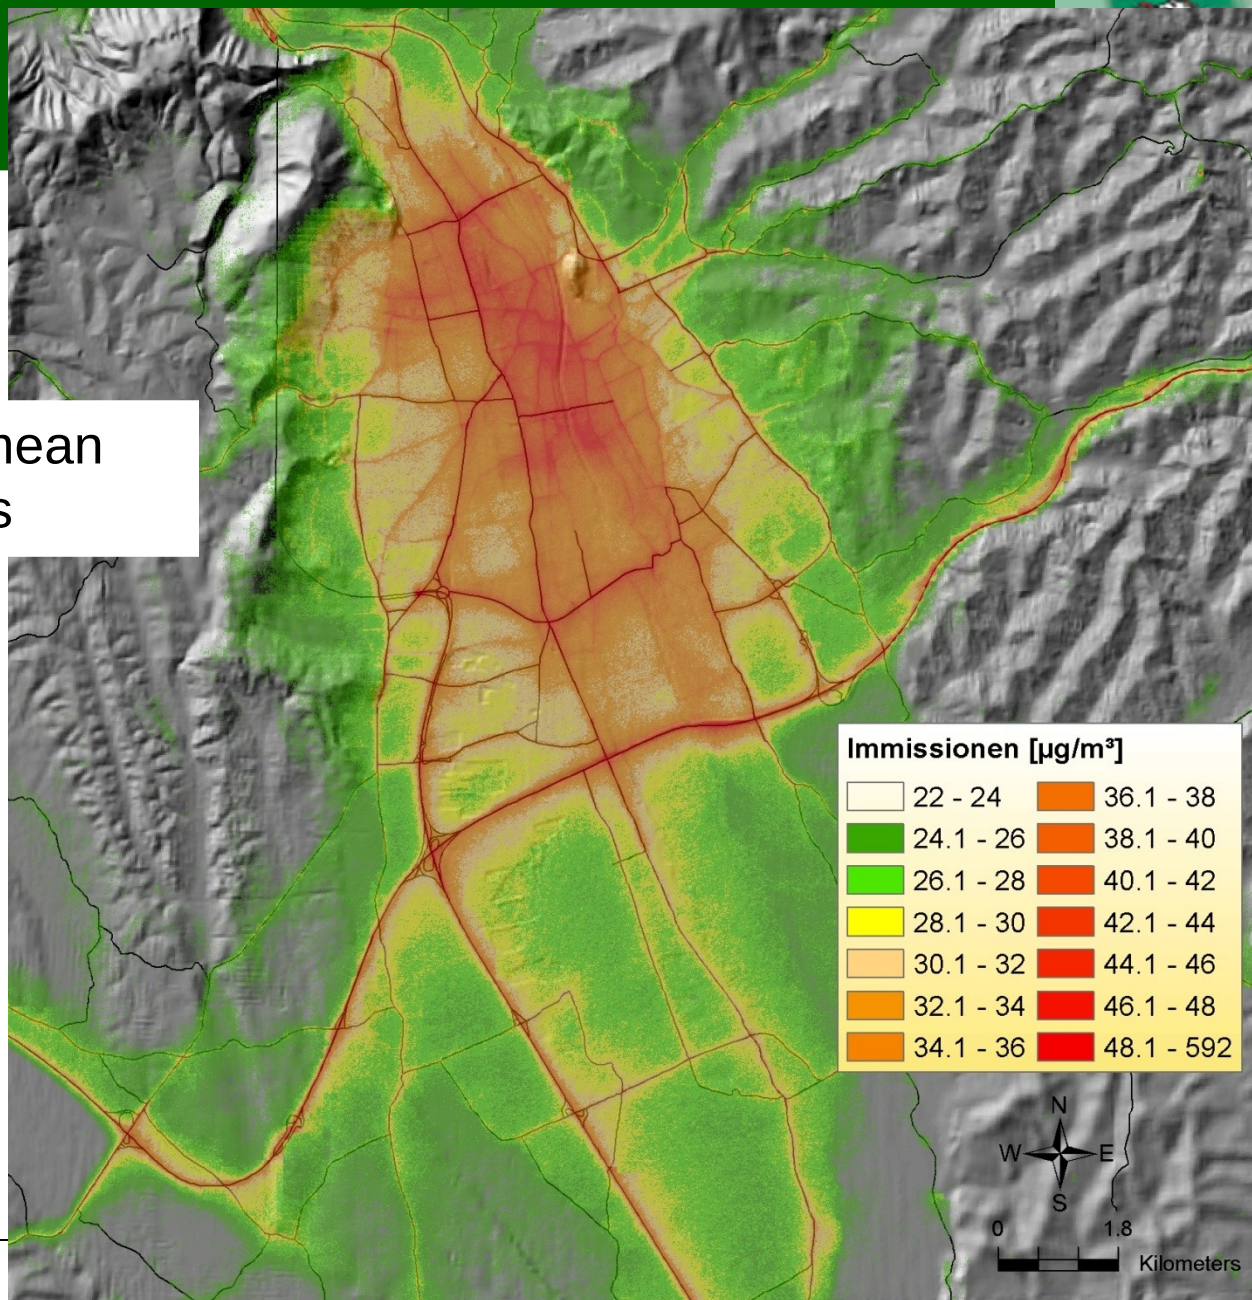 s
Immissionen [µg/m³]
22 - 24
24.1 - 26
26.1 - 28
28.1 - 30
30.1 - 32
32.1 - 34
34.1 - 36
36.1 - 38
38.1 - 40
40.1 - 42
42.1 - 44
44.1 - 46
46.1 - 48
48.1 - 592
N
W E
S
0 1.8
Kilometers